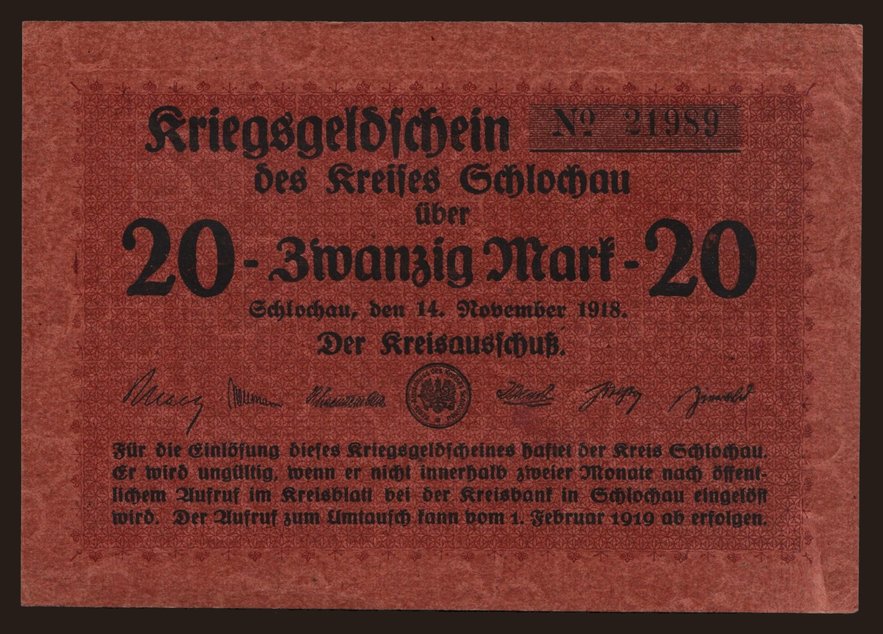 Kriegsgeldschein No 21989
des Kreises Schlochau
über
20 - Zwanzig Mark - 20
Schlochau, den 14. November 1918.
Der Kreisausschuß.
Für die Einlösung dieses Kriegsgeldscheines haftet der Kreis Schlochau.
Er wird ungültig, wenn er nicht innerhalb zweier Monate nach öffent-
lichem Aufruf im Kreisblatt bei der Kreisbank in Schlochau eingelöst
wird. Der Aufruf zum Umtausch kann vom 1. Februar 1919 ab erfolgen.